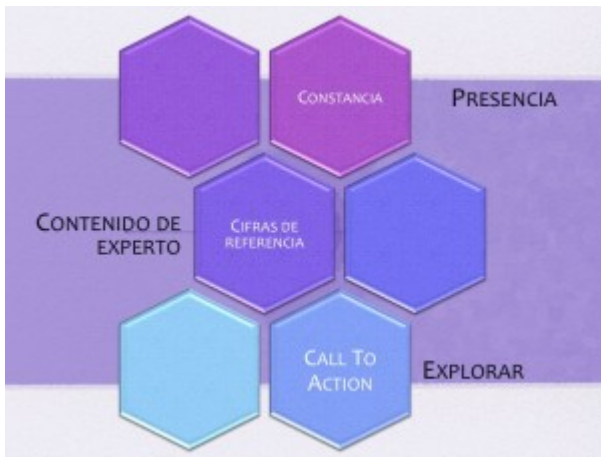 CONSTANCIA
PRESENCIA
CONTENIDO DE
EXPERTO
CIFRAS DE
REFERENCIA
CALL TO
ACTION
EXPLORAR